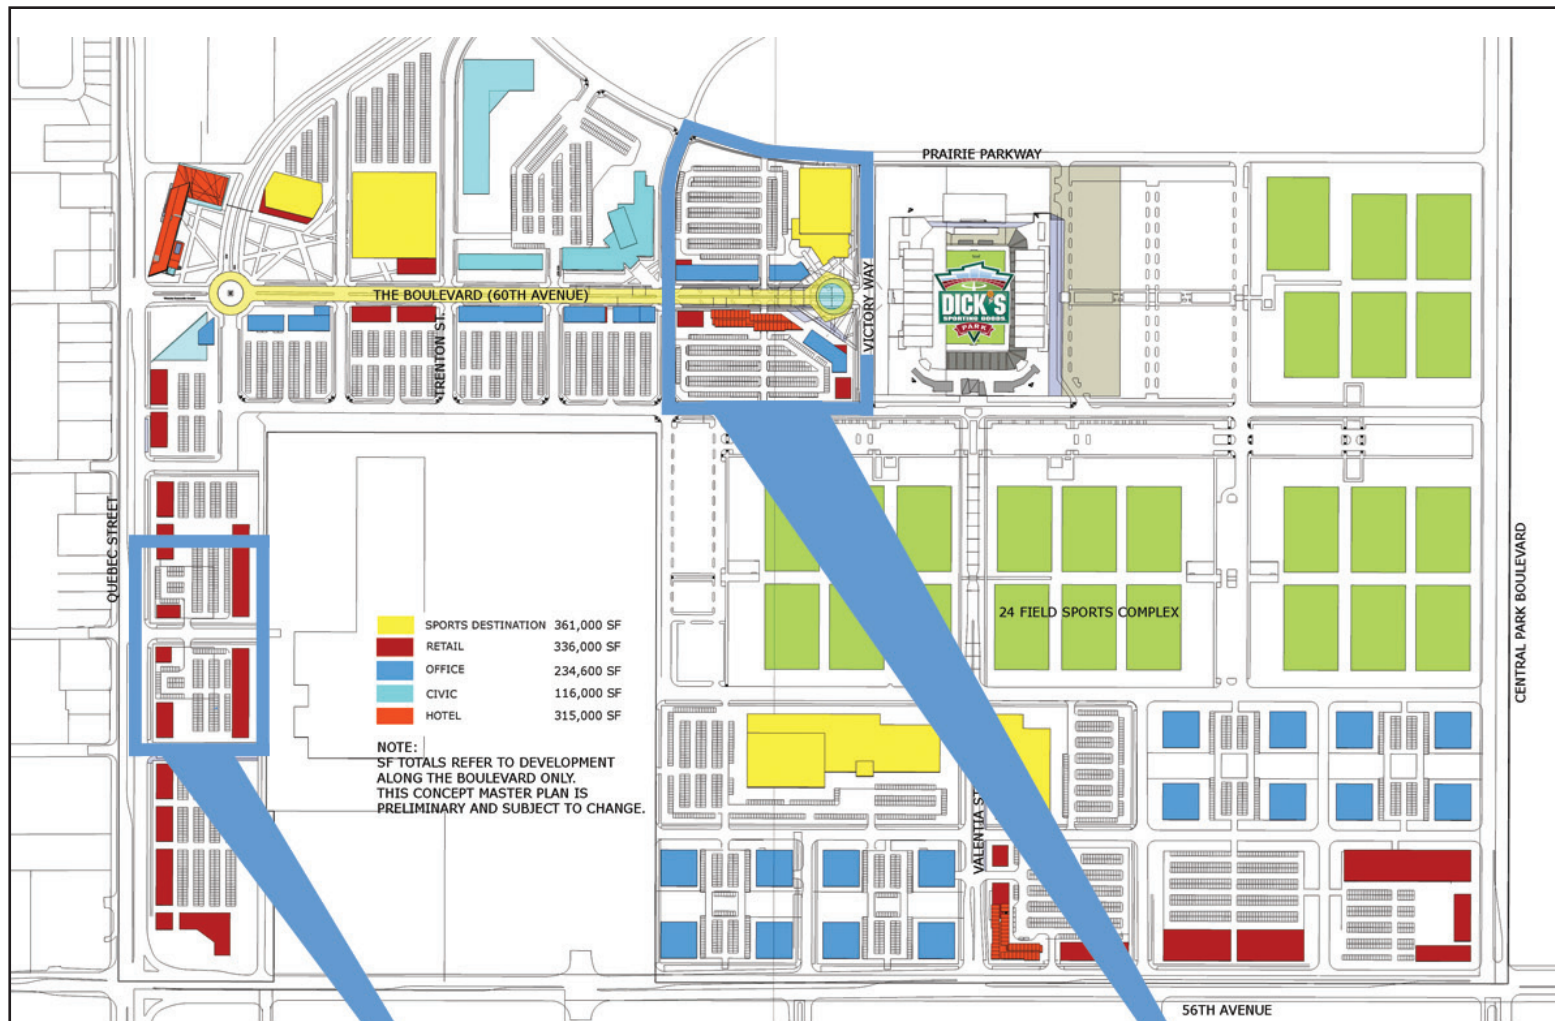 PRAIRIE PARKWAY
THE BOULEVARD (60TH AVENUE)
TRENTON ST.
VICTORY WAY
DICK'S
SPORTING GOODS
PARK
QUEBEC STREET
CENTRAL PARK BOULEVARD
24 FIELD SPORTS COMPLEX
SPORTS DESTINATION 361,000 SF
RETAIL 336,000 SF
OFFICE 234,600 SF
CIVIC 116,000 SF
HOTEL 315,000 SF
NOTE:
SF TOTALS REFER TO DEVELOPMENT
ALONG THE BOULEVARD ONLY.
THIS CONCEPT MASTER PLAN IS
PRELIMINARY AND SUBJECT TO CHANGE.
VALENTIA ST.
56TH AVENUE